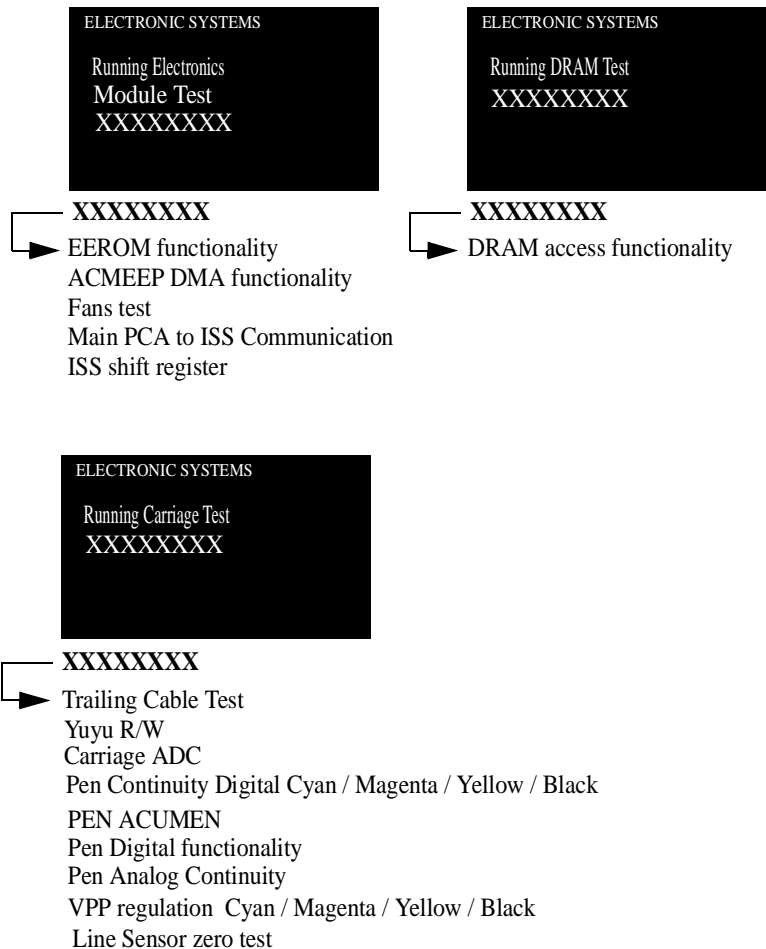 ELECTRONIC SYSTEMS
Running Electronics
Module Test
XXXXXXXX
XXXXXXXX
EEROM functionality
ACMEEP DMA functionality
Fans test
Main PCA to ISS Communication
ISS shift register
ELECTRONIC SYSTEMS
Running DRAM Test
XXXXXXXX
XXXXXXXX
DRAM access functionality
ELECTRONIC SYSTEMS
Running Carriage Test
XXXXXXXX
XXXXXXXX
Trailing Cable Test
Yuyu R/W
Carriage ADC
Pen Continuity Digital Cyan / Magenta / Yellow / Black
PEN ACUMEN
Pen Digital functionality
Pen Analog Continuity
VPP regulation Cyan / Magenta / Yellow / Black
Line Sensor zero test